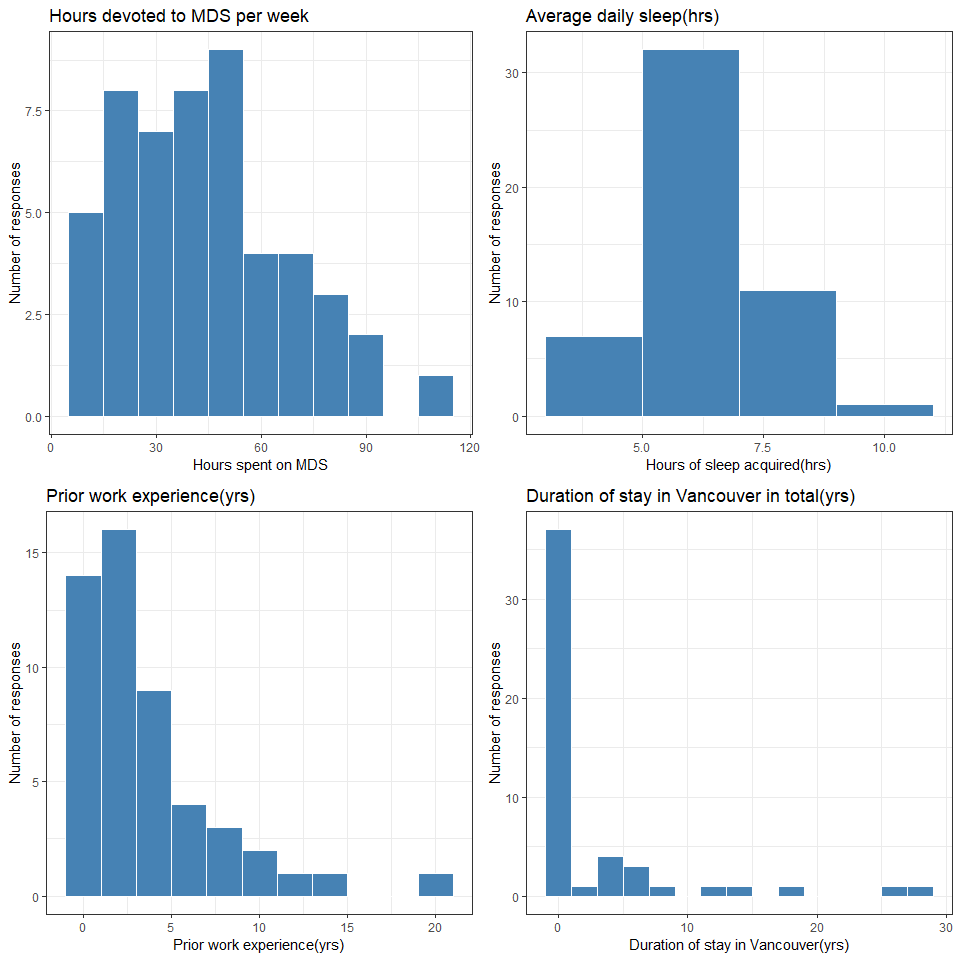 Hours devoted to MDS per week
Number of responses
7.5
5.0
2.5
0.0
0 30 60 90 120
Hours spent on MDS
Average daily sleep(hrs)
Number of responses
30
20
10
0
5.0 7.5 10.0
Hours of sleep acquired(hrs)
Prior work experience(yrs)
Number of responses
15
10
5
0
0 5 10 15 20
Prior work experience(yrs)
Duration of stay in Vancouver in total(yrs)
Number of responses
30
20
10
0
0 10 20 30
Duration of stay in Vancouver(yrs)